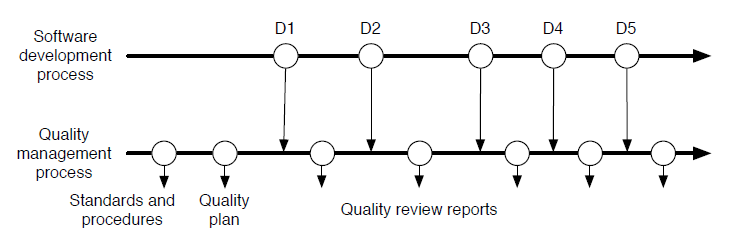 Software
development
process
D1 D2 D3 D4 D5
Quality
management
process
Standards and
procedures
Quality
plan
Quality review reports